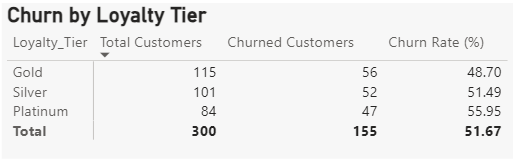 Churn by Loyalty Tier
Loyalty_Tier Total Customers Churned Customers Churn Rate (%)
Gold 115 56 48.70
Silver 101 52 51.49
Platinum 84 47 55.95
Total 300 155 51.67